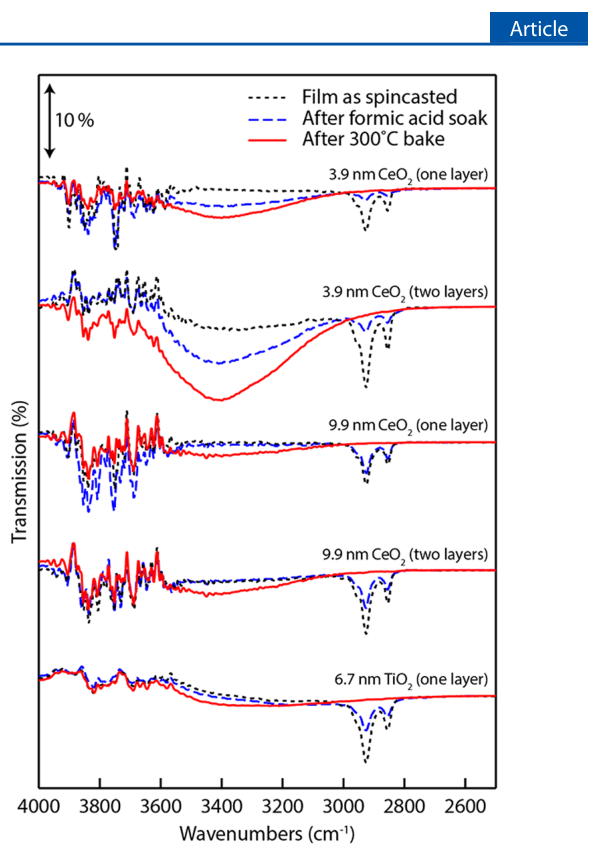 Article
10 %
Film as spincasted
After formic acid soak
After 300°C bake
3.9 nm CeO2 (one layer)
3.9 nm CeO2 (two layers)
9.9 nm CeO2 (one layer)
9.9 nm CeO2 (two layers)
6.7 nm TiO2 (one layer)
Transmission (%)
4000 3800 3600 3400 3200 3000 2800 2600
Wavenumbers (cm-1)